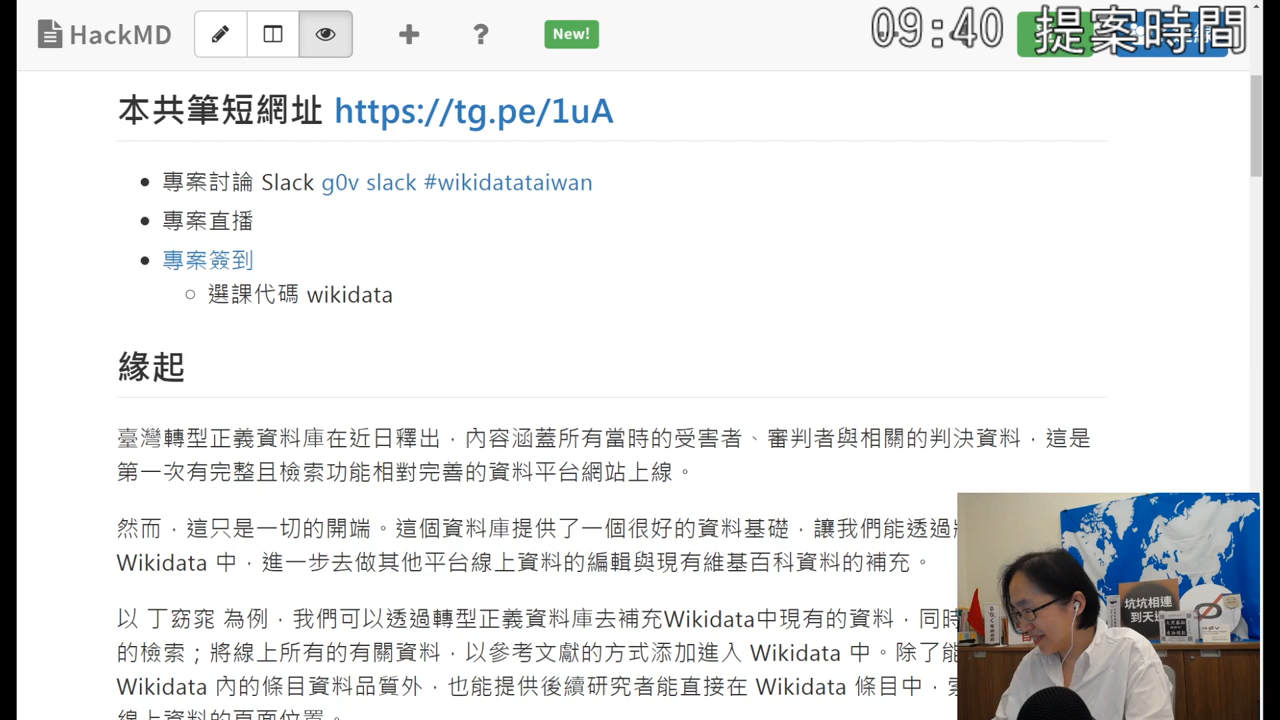 HackMD
New!
09:40 提案時間
本共筆短網址 https://tg.pe/1uA
專案討論 Slack g0v slack #wikidatataiwan
專案直播
專案簽到
選課代碼 wikidata
緣起
臺灣轉型正義資料庫在近日釋出，內容涵蓋所有當時的受害者、審判者與相關的判決資料，這是
第一次有完整且檢索功能相對完善的資料平台網站上線。
然而，這只是一切的開端。這個資料庫提供了一個很好的資料基礎，讓我們能透過
Wikidata 中，進一步去做其他平台線上資料的編輯與現有維基百科資料的補充。
以 丁窈窕 為例，我們可以透過轉型正義資料庫去補充Wikidata中現有的資料，同時
的檢索；將線上所有的有關資料，以參考文獻的方式添加進入 Wikidata 中。除了能
Wikidata 內的條目資料品質外，也能提供後續研究者能直接在 Wikidata 條目中，
線上資料的頁面位置。
坑坑相連
到天邊